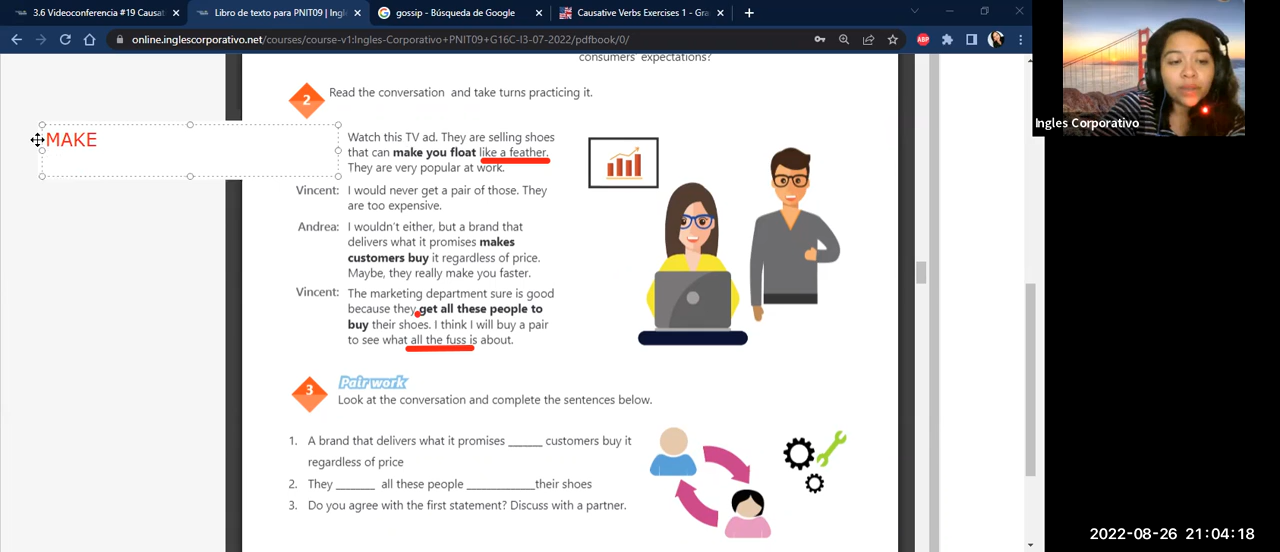 3.6 Videoconferencia #19 Causat
Libro de texto para PNIT09 | Ingl
gossip - Búsqueda de Google
Causative Verbs Exercises 1 - Gra
online.inglescorporativo.net/courses/course-v1:Ingles-Corporativo+PNIT09+G16C-I3-07-2022/pdfbook/0/
ABP
Ingles Corporativo
consumers' expectations?
2
Read the conversation and take turns practicing it.
MAKE
Watch this TV ad. They are selling shoes
that can make you float like a feather.
They are very popular at work.
Vincent: I would never get a pair of those. They
are too expensive.
Andrea: I wouldn't either, but a brand that
delivers what it promises makes
customers buy it regardless of price.
Maybe, they really make you faster.
Vincent: The marketing department sure is good
because they get all these people to
buy their shoes. I think I will buy a pair
to see what all the fuss is about.
3
Pair work
Look at the conversation and complete the sentences below.
1. A brand that delivers what it promises ______ customers buy it
regardless of price
2. They _______ all these people ____________their shoes
3. Do you agree with the first statement? Discuss with a partner.
2022-08-26 21:04:18